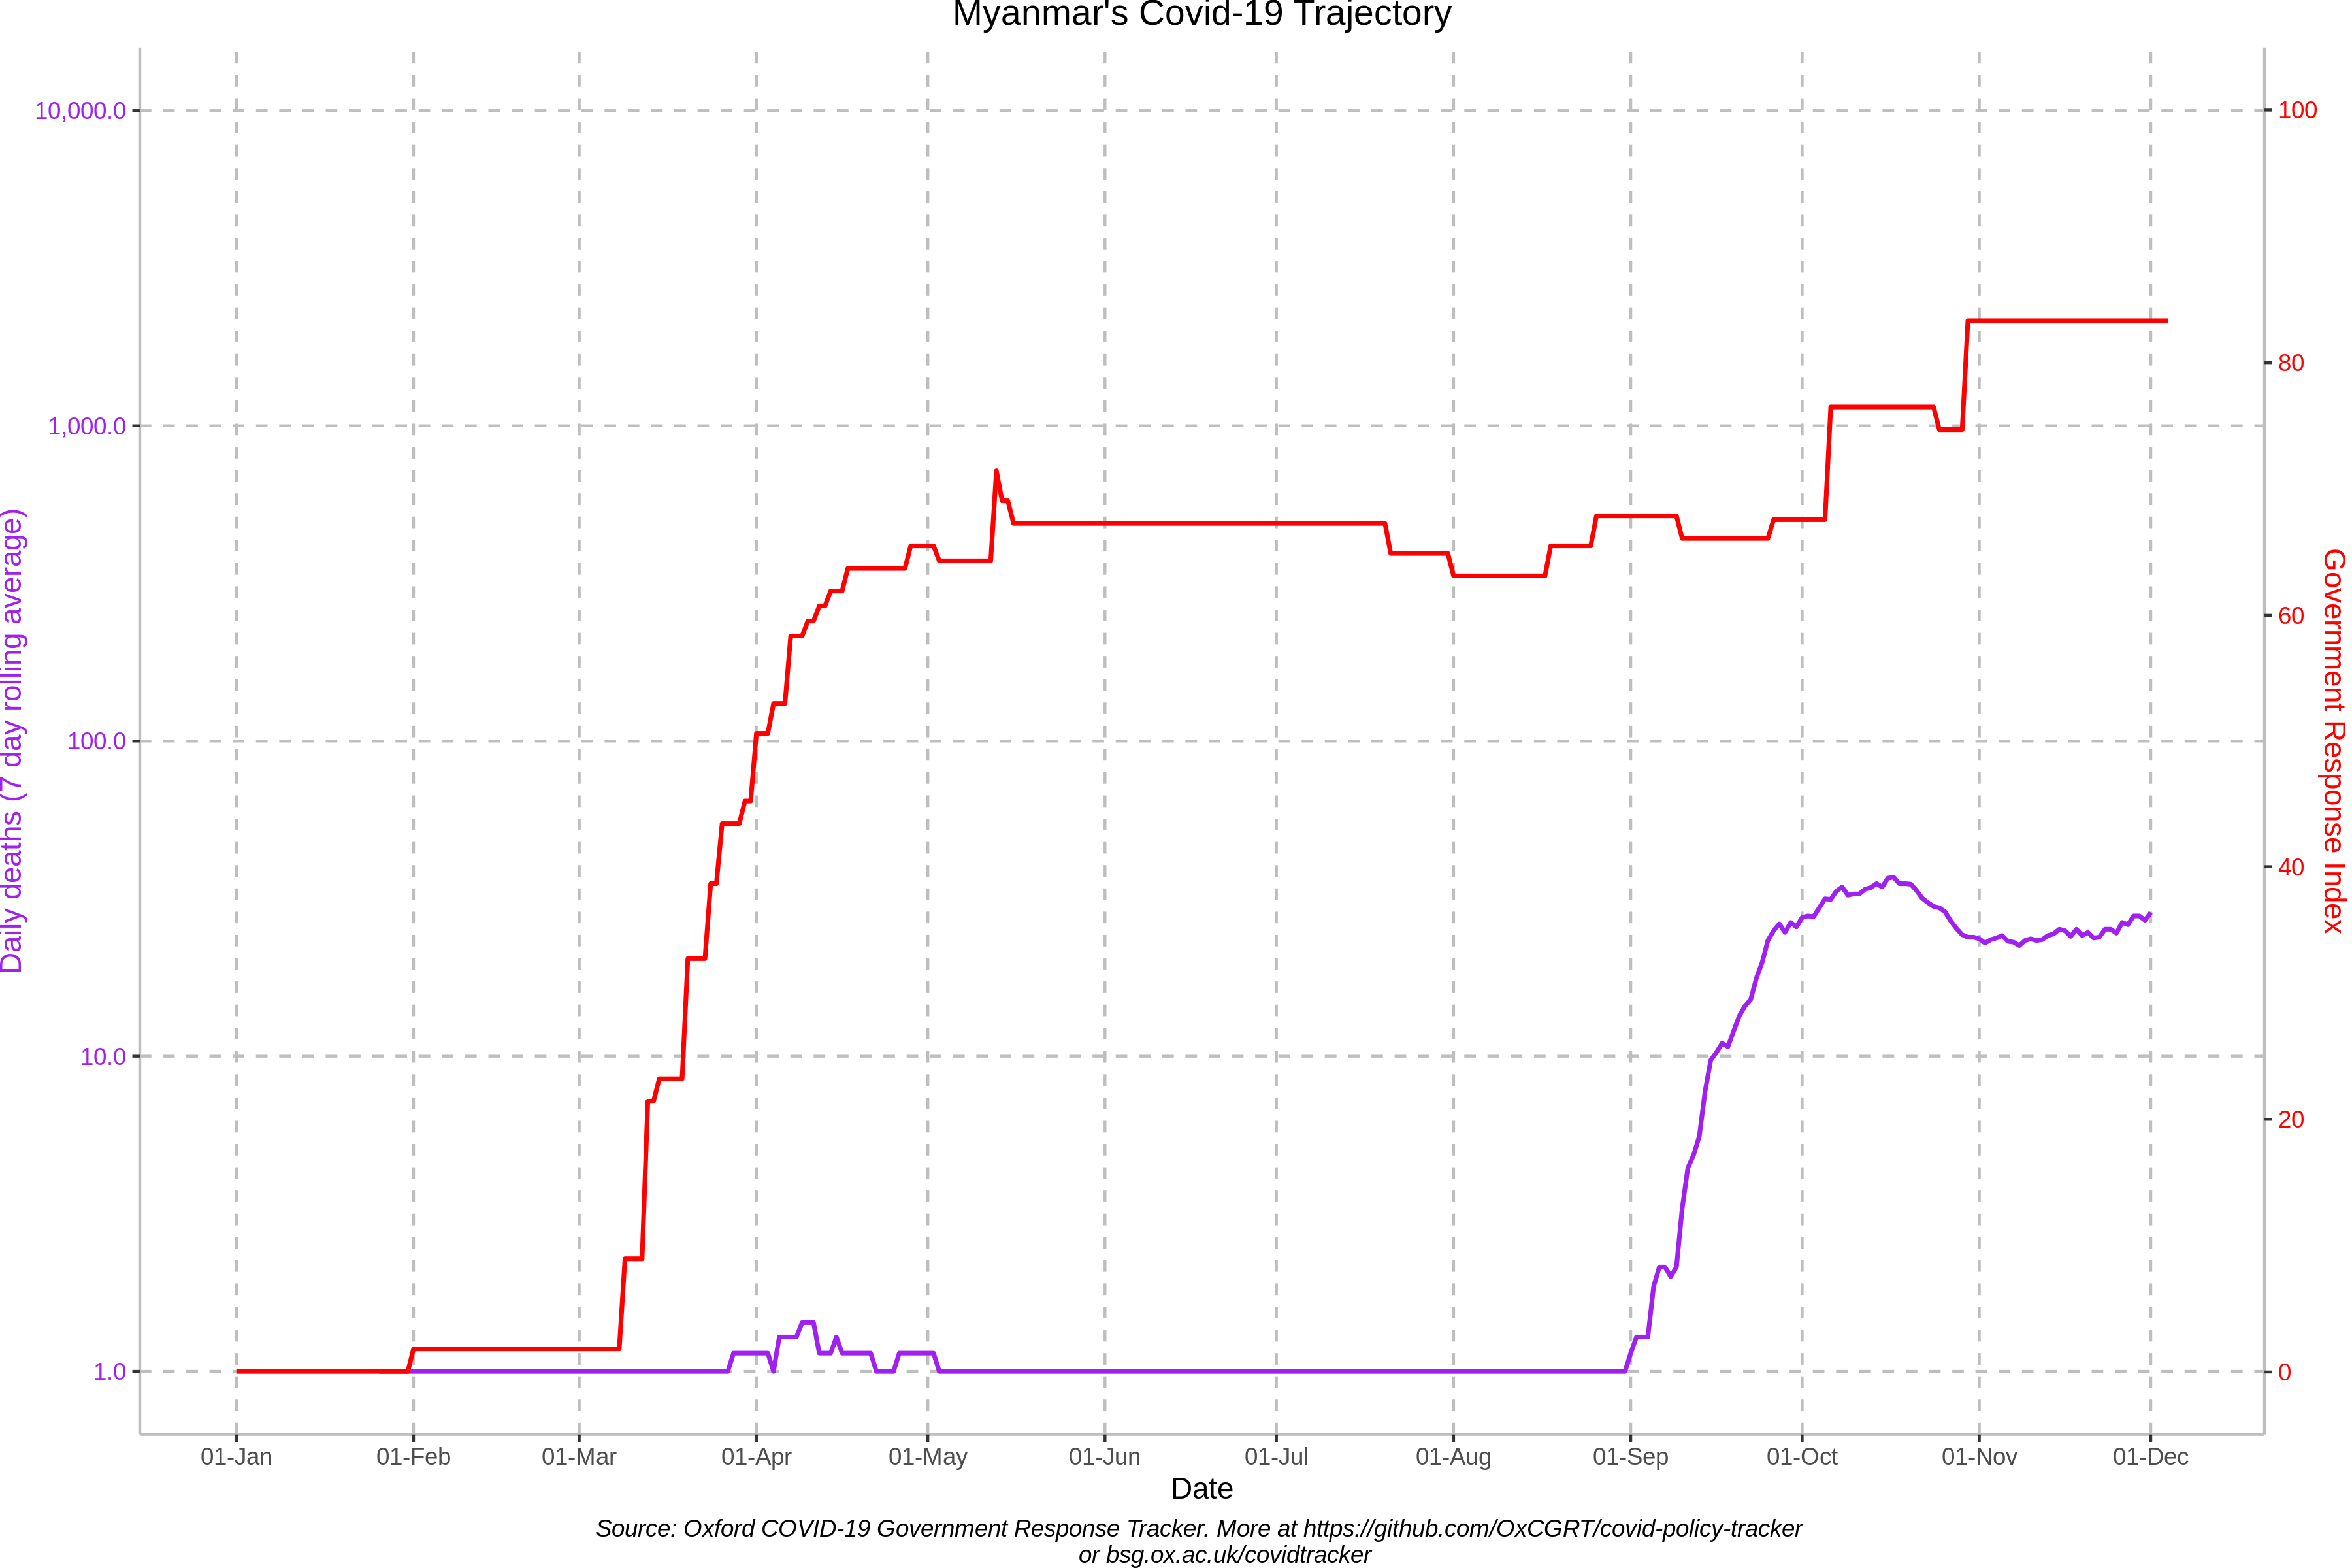 Myanmar's Covid-19 Trajectory
Daily deaths (7 day rolling average)
10,000.0
1,000.0
100.0
10.0
1.0
100
80
60
40
20
0
Government Response Index
01-Jan 01-Feb 01-Mar 01-Apr 01-May 01-Jun 01-Jul 01-Aug 01-Sep 01-Oct 01-Nov 01-Dec
Date
Source: Oxford COVID-19 Government Response Tracker. More at https://github.com/OxCGRT/covid-policy-tracker
or bsg.ox.ac.uk/covidtracker